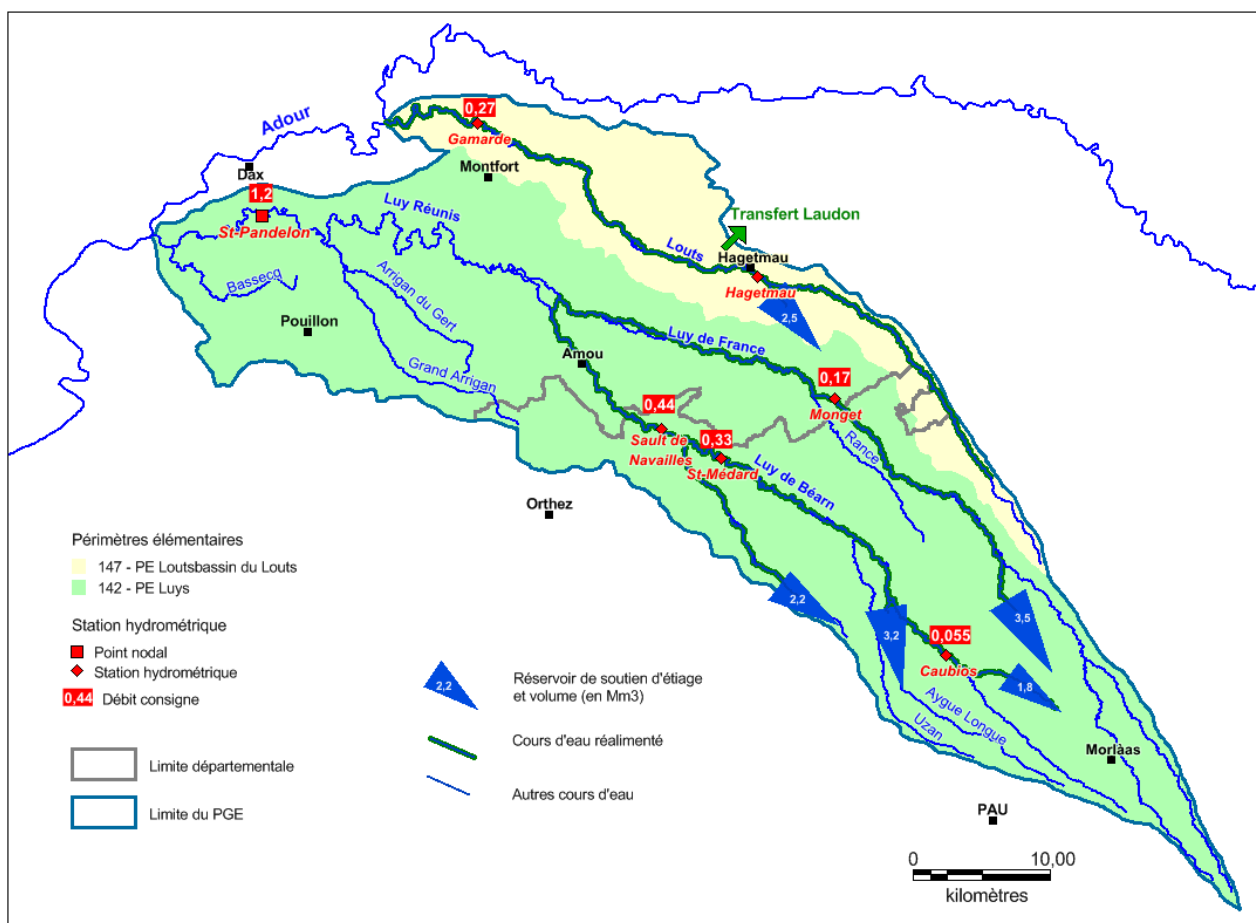 Adour
Dax
1,2
St-Pandelon
0,27
Gamarde
Montfort
Luy Réunis
Transfert Laudon
Louts
Hagetmau
Hagetmau
2,5
Bassecq
Arrigan du Gert
Pouillon
Grand Arrigan
Amou
Luy de France
0,17
Monget
Rance
0,44
Sault de
Navailles
0,33
St-Médard
Luy de Béarn
Orthez
2,2
3,2
3,5
0,055
Caubios
1,8
Aygue Longue
Uzan
Morlàas
PAU
Périmètres élémentaires
147 - PE Loutsbassin du Louts
142 - PE Luys
Station hydrométrique
Point nodal
Station hydrométrique
0,44 Débit consigne
Limite départementale
Limite du PGE
2,2
Réservoir de soutien d'étiage
et volume (en Mm3)
Cours d'eau réalimenté
Autres cours d'eau
0 10,00
kilomètres